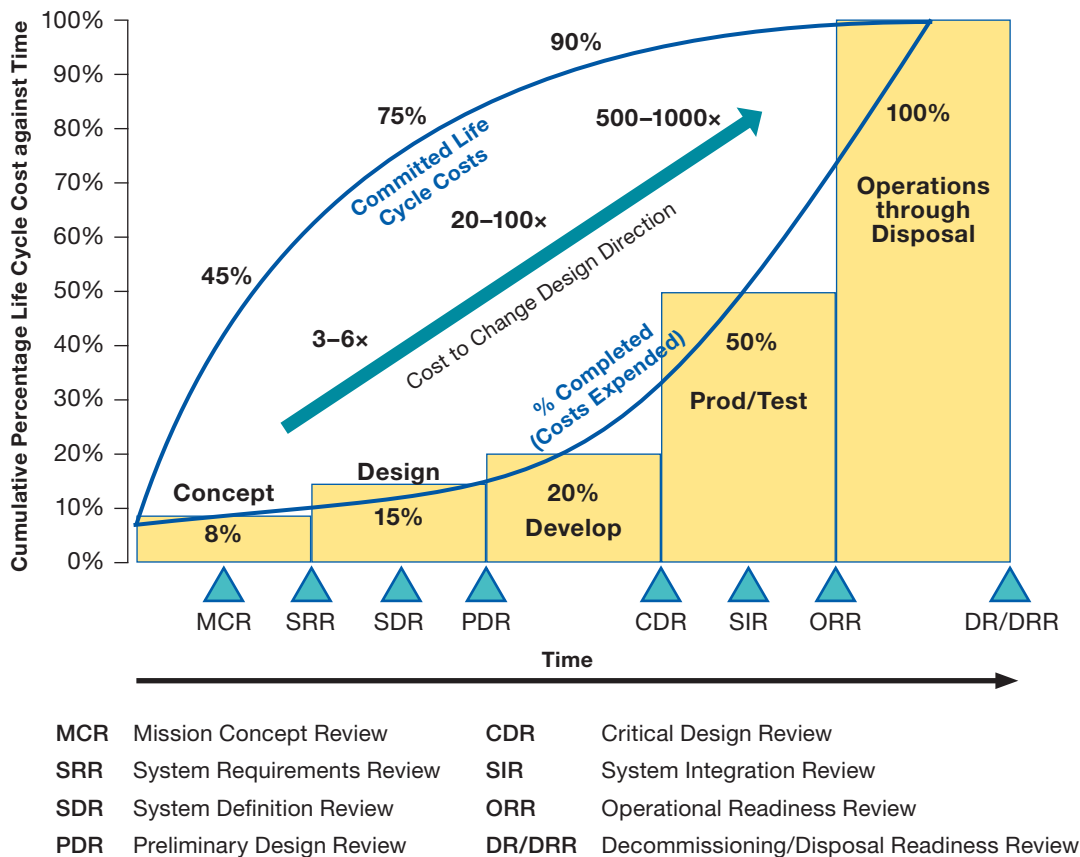 Cumulative Percentage Life Cycle Cost against Time
100%
90%
80%
70%
60%
50%
40%
30%
20%
10%
0%
45%
75%
90%
Committed Life
Cycle Costs
3–6×
20–100×
500–1000×
Cost to Change Design Direction
% Completed
(Costs Expended)
Concept
8%
Design
15%
20%
Develop
50%
Prod/Test
100%
Operations
through
Disposal
MCR SRR SDR PDR CDR SIR ORR DR/DRR
Time
MCR Mission Concept Review
SRR System Requirements Review
SDR System Definition Review
PDR Preliminary Design Review
CDR Critical Design Review
SIR System Integration Review
ORR Operational Readiness Review
DR/DRR Decommissioning/Disposal Readiness Review